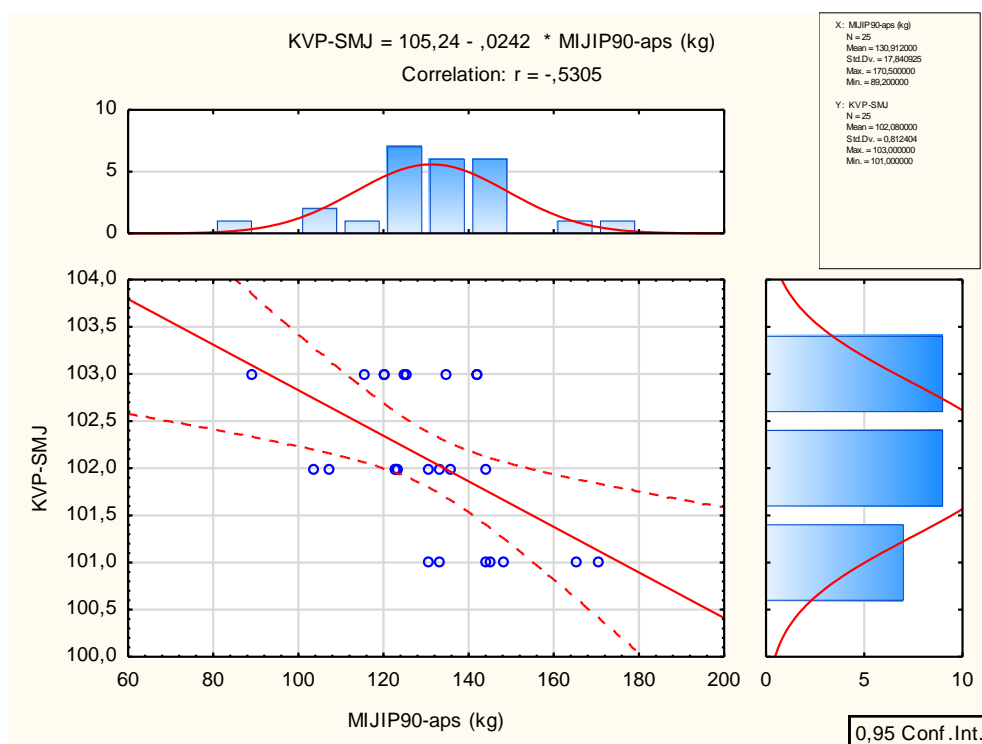 KVP-SMJ = 105,24 - ,0242 * MIJIP90-aps (kg)
Correlation: r = -,5305
X: MIJIP90-aps (kg)
N = 25
Mean = 130,912000
Std.Dv. = 17,840925
Max. = 170,500000
Min. = 89,200000
Y: KVP-SMJ
N = 25
Mean = 102,080000
Std.Dv. = 0,812404
Max. = 103,000000
Min. = 101,000000
10
5
0
104,0
103,5
103,0
102,5
102,0
101,5
101,0
100,5
100,0
KVP-SMJ
60 80 100 120 140 160 180 200
MIJIP90-aps (kg)
0 5 10
0,95 Conf.Int.